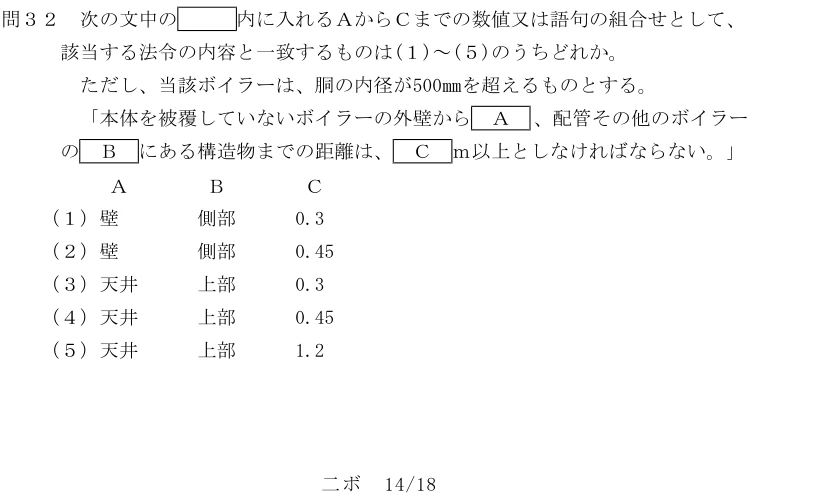 問３２　次の文中の　　　内に入れるＡからＣまでの数値又は語句の組合せとして、
該当する法令の内容と一致するものは(１)～(５)のうちどれか。
ただし、当該ボイラーは、胴の内径が500㎜を超えるものとする。
「本体を被覆していないボイラーの外壁から　Ａ　、配管その他のボイラー
の　Ｂ　にある構造物までの距離は、　Ｃ　ｍ以上としなければならない。」
Ａ　Ｂ　Ｃ
(１) 壁　側部　0.3
(２) 壁　側部　0.45
(３) 天井　上部　0.3
(４) 天井　上部　0.45
(５) 天井　上部　1.2
二ボ　14/18